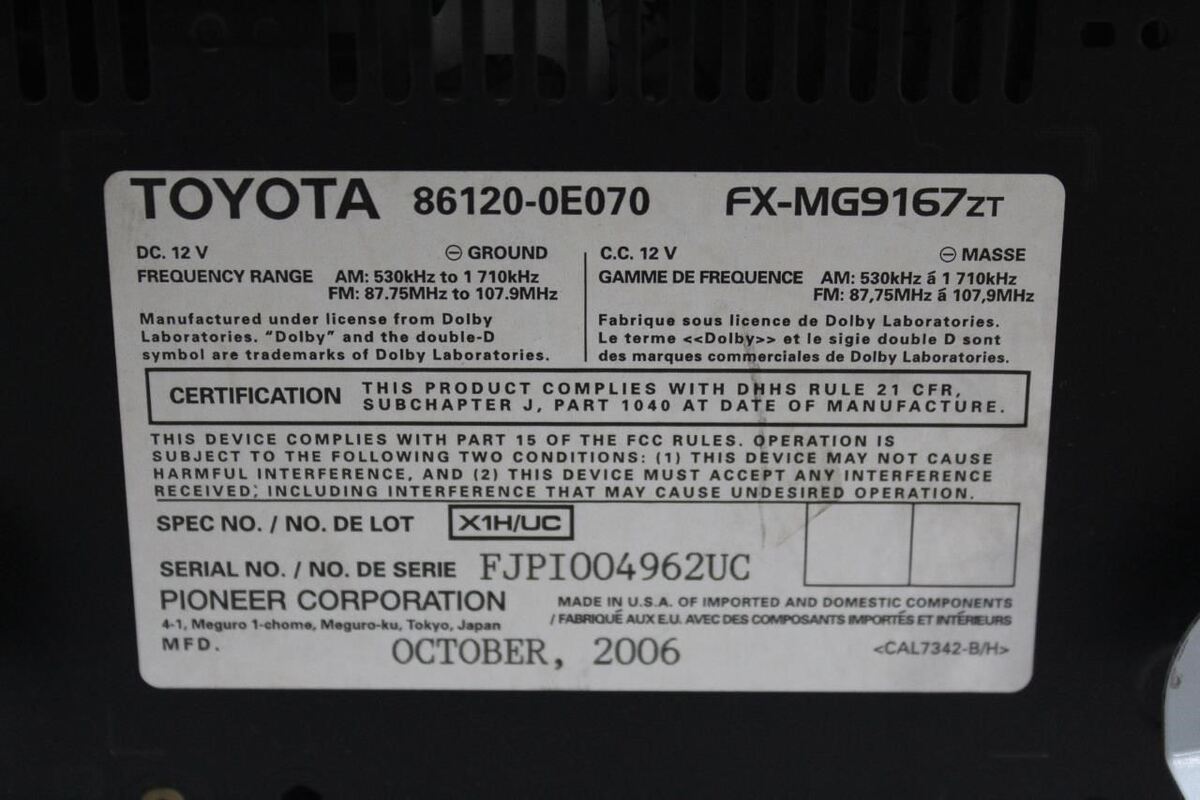 TOYOTA 86120-0E070 FX-MG9167ZT
DC. 12 V ⊖ GROUND
FREQUENCY RANGE AM: 530kHz to 1 710kHz
FM: 87.75MHz to 107.9MHz
Manufactured under license from Dolby
Laboratories. "Dolby" and the double-D
symbol are trademarks of Dolby Laboratories.
C.C. 12 V ⊖ MASSE
GAMME DE FREQUENCE AM: 530kHz á 1 710kHz
FM: 87,75MHz á 107,9MHz
Fabrique sous licence de Dolby Laboratories.
Le terme <<Dolby>> et le sigie double D sont
des marques commerciales de Dolby Laboratories.
CERTIFICATION
THIS PRODUCT COMPLIES WITH DHHS RULE 21 CFR,
SUBCHAPTER J, PART 1040 AT DATE OF MANUFACTURE.
THIS DEVICE COMPLIES WITH PART 15 OF THE FCC RULES. OPERATION IS
SUBJECT TO THE FOLLOWING TWO CONDITIONS: (1) THIS DEVICE MAY NOT CAUSE
HARMFUL INTERFERENCE, AND (2) THIS DEVICE MUST ACCEPT ANY INTERFERENCE
RECEIVED; INCLUDING INTERFERENCE THAT MAY CAUSE UNDESIRED OPERATION.
SPEC NO. / NO. DE LOT X1H/UC
SERIAL NO. / NO. DE SERIE FJPI004962UC
PIONEER CORPORATION
4-1, Meguro 1-chome, Meguro-ku, Tokyo, Japan
MADE IN U.S.A. OF IMPORTED AND DOMESTIC COMPONENTS
/ FABRIQUÉ AUX E.U. AVEC DES COMPOSANTS IMPORTÉS ET INTÉRIEURS
MFD. OCTOBER, 2006 <CAL7342-B/H>